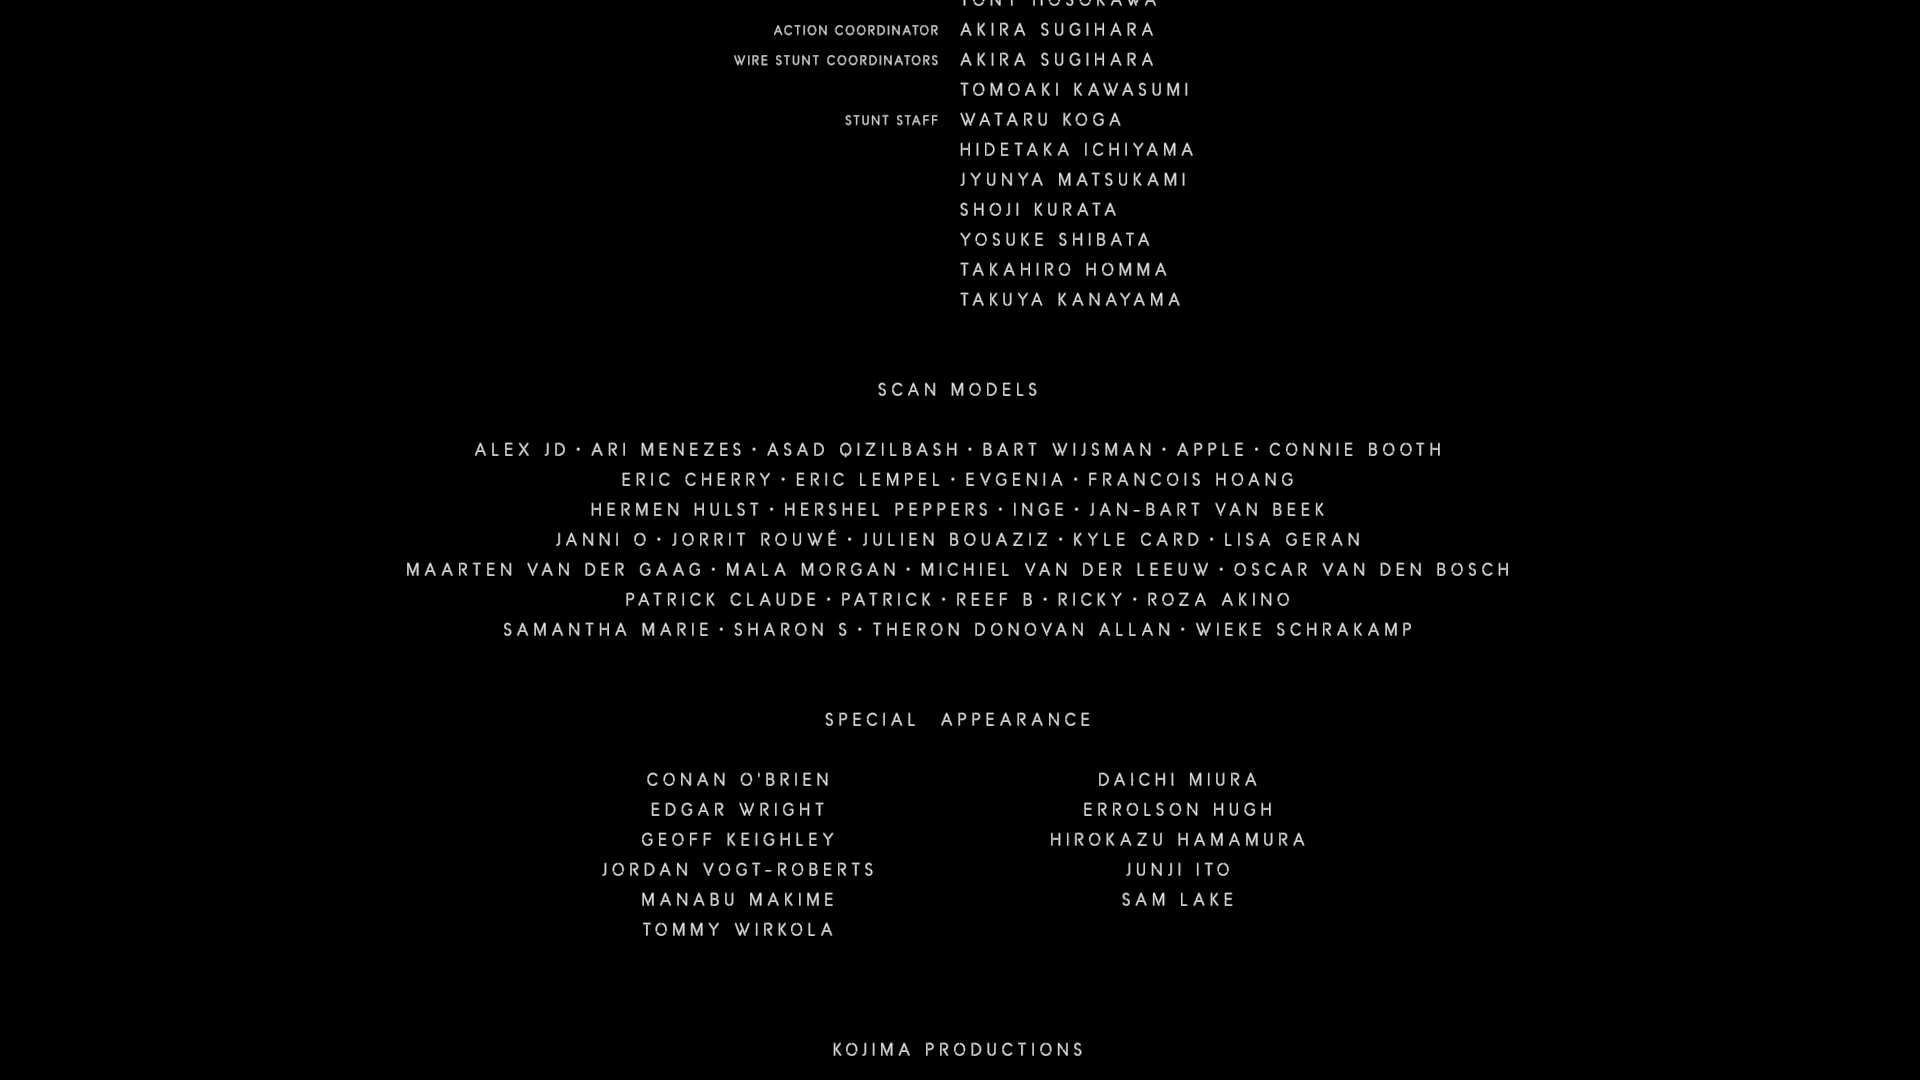 TONY HOSOKAWA
ACTION COORDINATOR AKIRA SUGIHARA
WIRE STUNT COORDINATORS AKIRA SUGIHARA
TOMOAKI KAWASUMI
STUNT STAFF WATARU KOGA
HIDETAKA ICHIYAMA
JYUNYA MATSUKAMI
SHOJI KURATA
YOSUKE SHIBATA
TAKAHIRO HOMMA
TAKUYA KANAYAMA
SCAN MODELS
ALEX JD · ARI MENEZES · ASAD QIZILBASH · BART WIJSMAN · APPLE · CONNIE BOOTH
ERIC CHERRY · ERIC LEMPEL · EVGENIA · FRANCOIS HOANG
HERMEN HULST · HERSHEL PEPPERS · INGE · JAN-BART VAN BEEK
JANNI O · JORRIT ROUWÉ · JULIEN BOUAZIZ · KYLE CARD · LISA GERAN
MAARTEN VAN DER GAAG · MALA MORGAN · MICHIEL VAN DER LEEUW · OSCAR VAN DEN BOSCH
PATRICK CLAUDE · PATRICK · REEF B · RICKY · ROZA AKINO
SAMANTHA MARIE · SHARON S · THERON DONOVAN ALLAN · WIEKE SCHRAKAMP
SPECIAL APPEARANCE
CONAN O'BRIEN DAICHI MIURA
EDGAR WRIGHT ERROLSON HUGH
GEOFF KEIGHLEY HIROKAZU HAMAMURA
JORDAN VOGT-ROBERTS JUNJI ITO
MANABU MAKIME SAM LAKE
TOMMY WIRKOLA
KOJIMA PRODUCTIONS